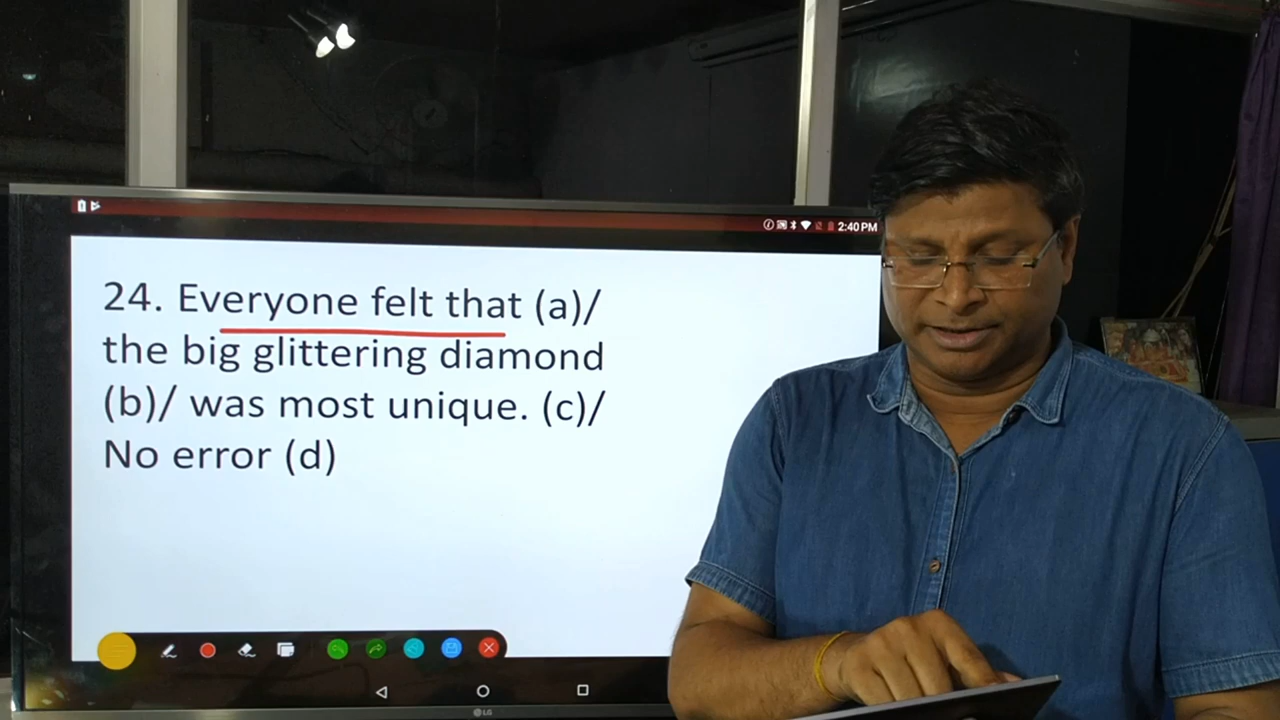 2:40 PM
24. Everyone felt that (a)/
the big glittering diamond
(b)/ was most unique. (c)/
No error (d)
LG